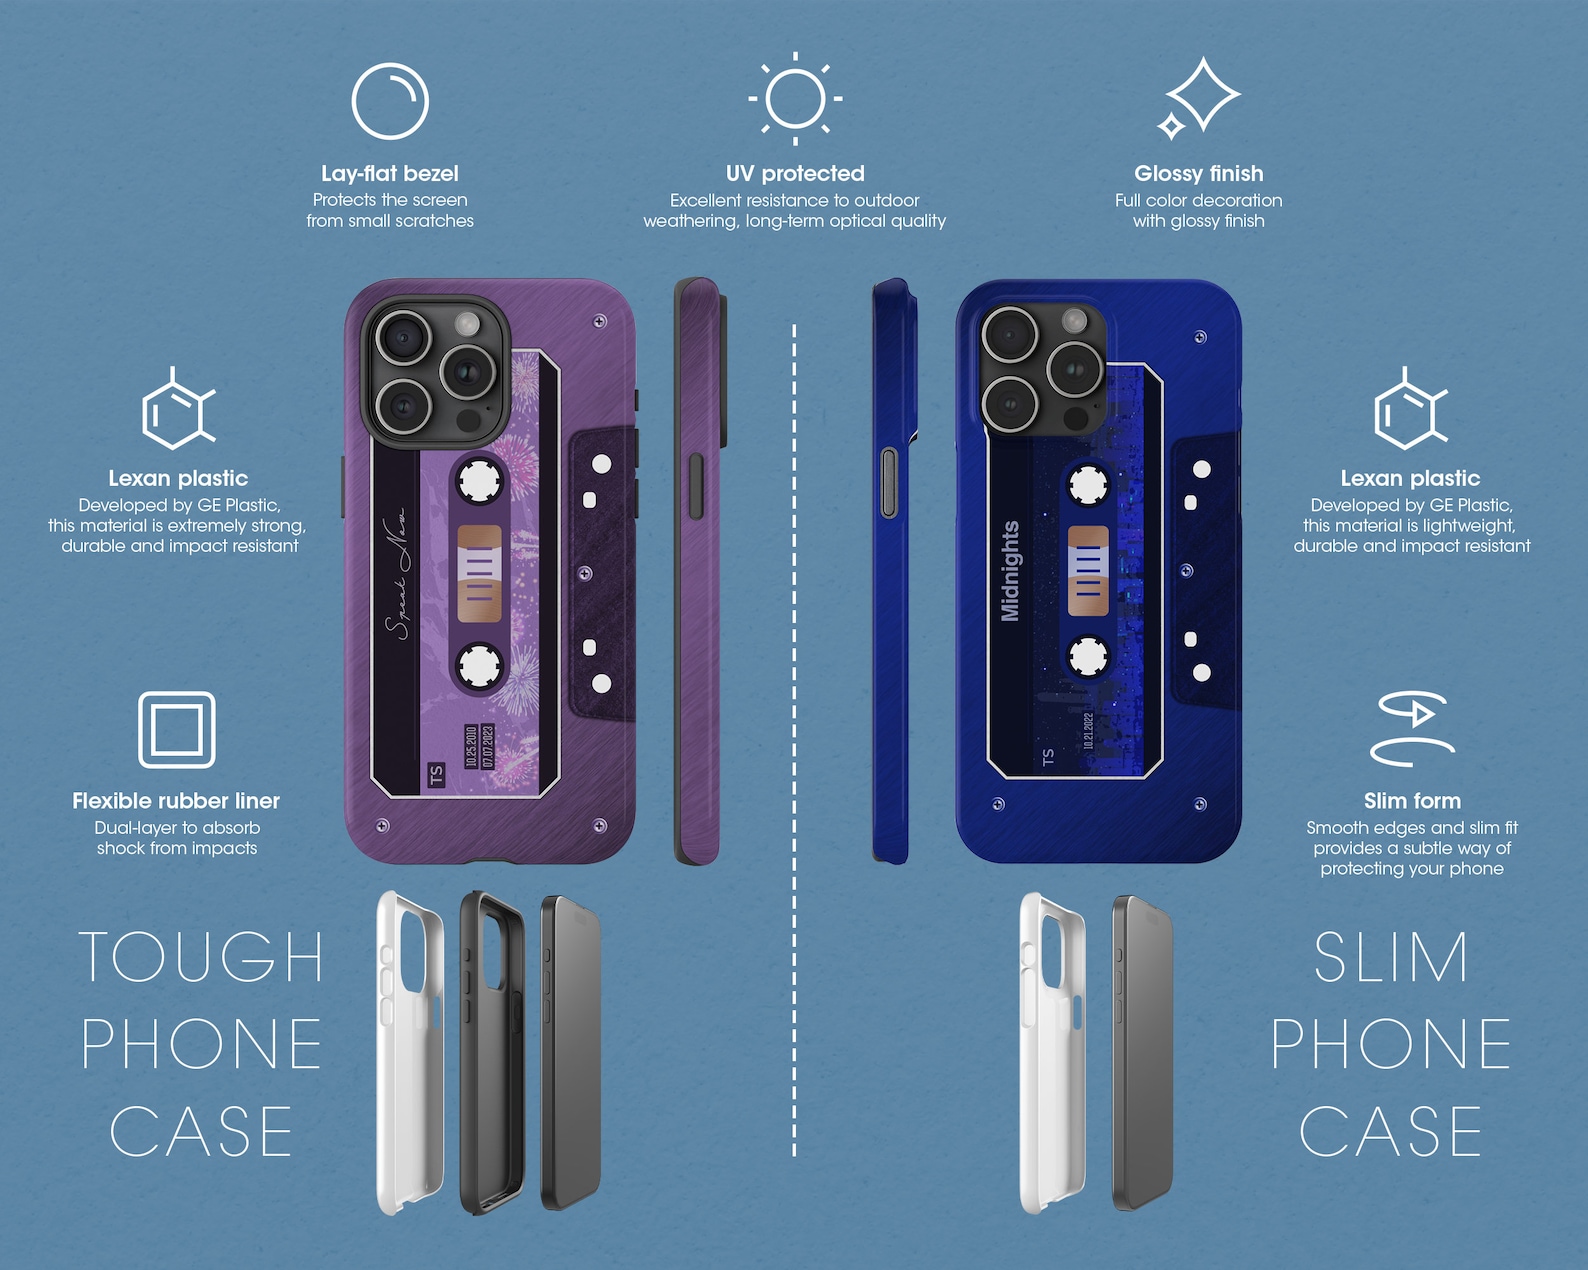 Lay-flat bezel
Protects the screen
from small scratches
UV protected
Excellent resistance to outdoor
weathering, long-term optical quality
Glossy finish
Full color decoration
with glossy finish
Lexan plastic
Developed by GE Plastic,
this material is extremely strong,
durable and impact resistant
Flexible rubber liner
Dual-layer to absorb
shock from impacts
Speak Now
TS
10.25.2010
07.07.2023
Midnights
TS
10.21.2022
Lexan plastic
Developed by GE Plastic,
this material is lightweight,
durable and impact resistant
Slim form
Smooth edges and slim fit
provides a subtle way of
protecting your phone
TOUGH
PHONE
CASE
SLIM
PHONE
CASE